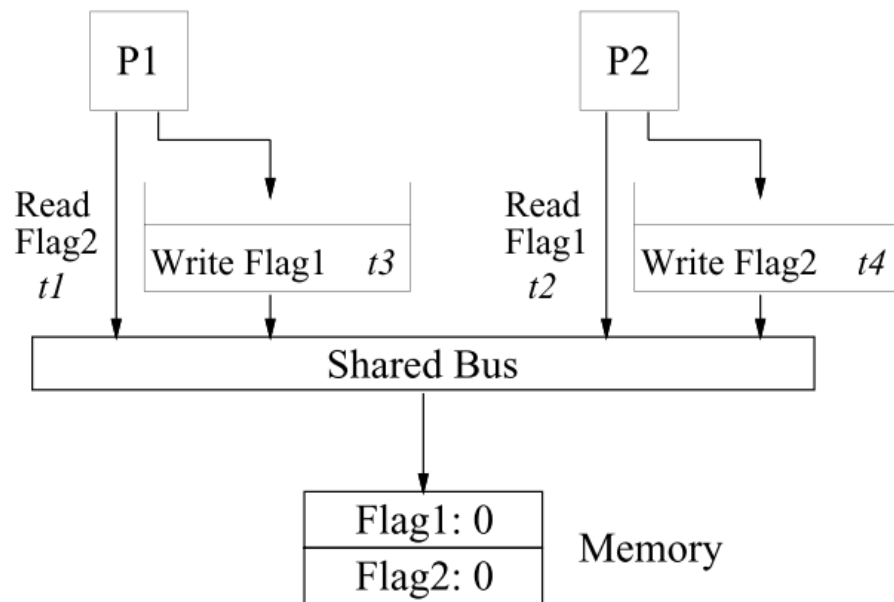 P1
P2
Read
Flag2
t1
Write Flag1 t3
Read
Flag1
t2
Write Flag2 t4
Shared Bus
Flag1: 0
Flag2: 0
Memory